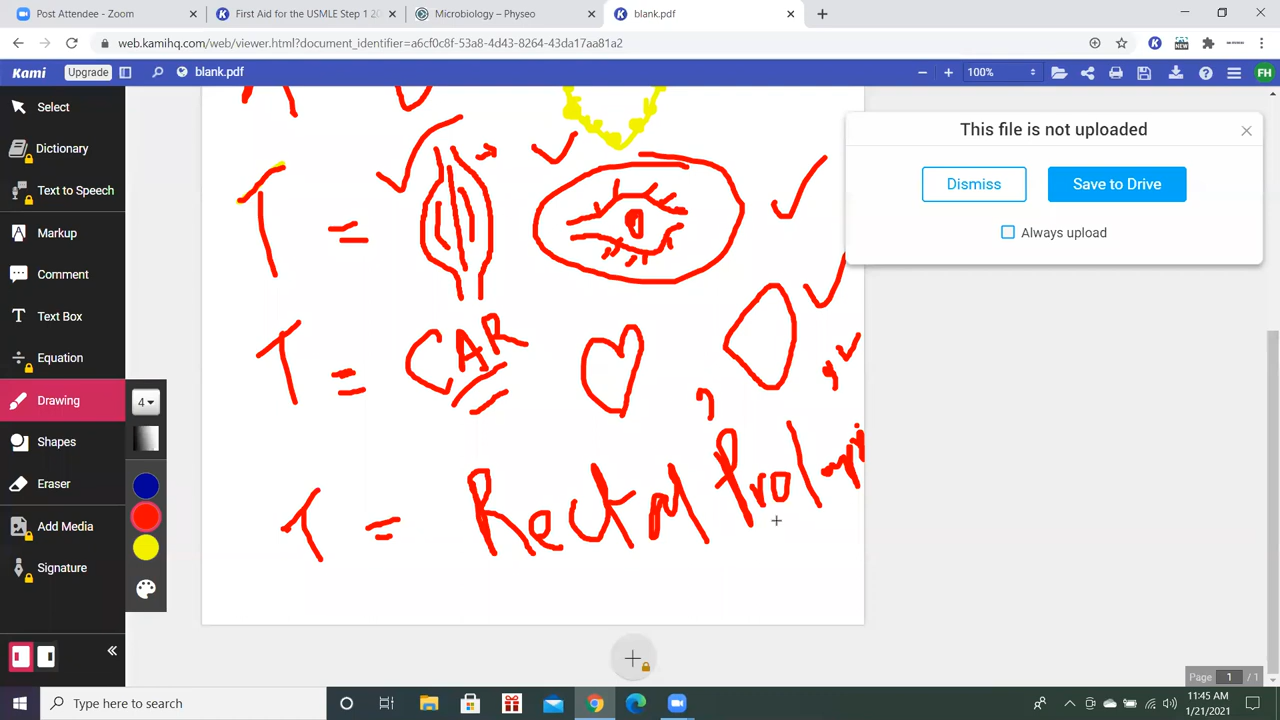 Post Attendee - Zoom
First Aid for the USMLE Step 1 20
Microbiology – Physeo
blank.pdf
web.kamihq.com/web/viewer.html?document_identifier=a6cf0c8f-53a8-4d43-8264-43da17aa81a2
Kami
Upgrade
blank.pdf
100%
FH
Select
Dictionary
Text to Speech
Markup
Comment
Text Box
Equation
Drawing
Shapes
Eraser
Add Media
Signature
4
This file is not uploaded
Dismiss
Save to Drive
Always upload
T =
T = CAR
T = Rectal
Page 1 / 1
Type here to search
11:45 AM
1/21/2021